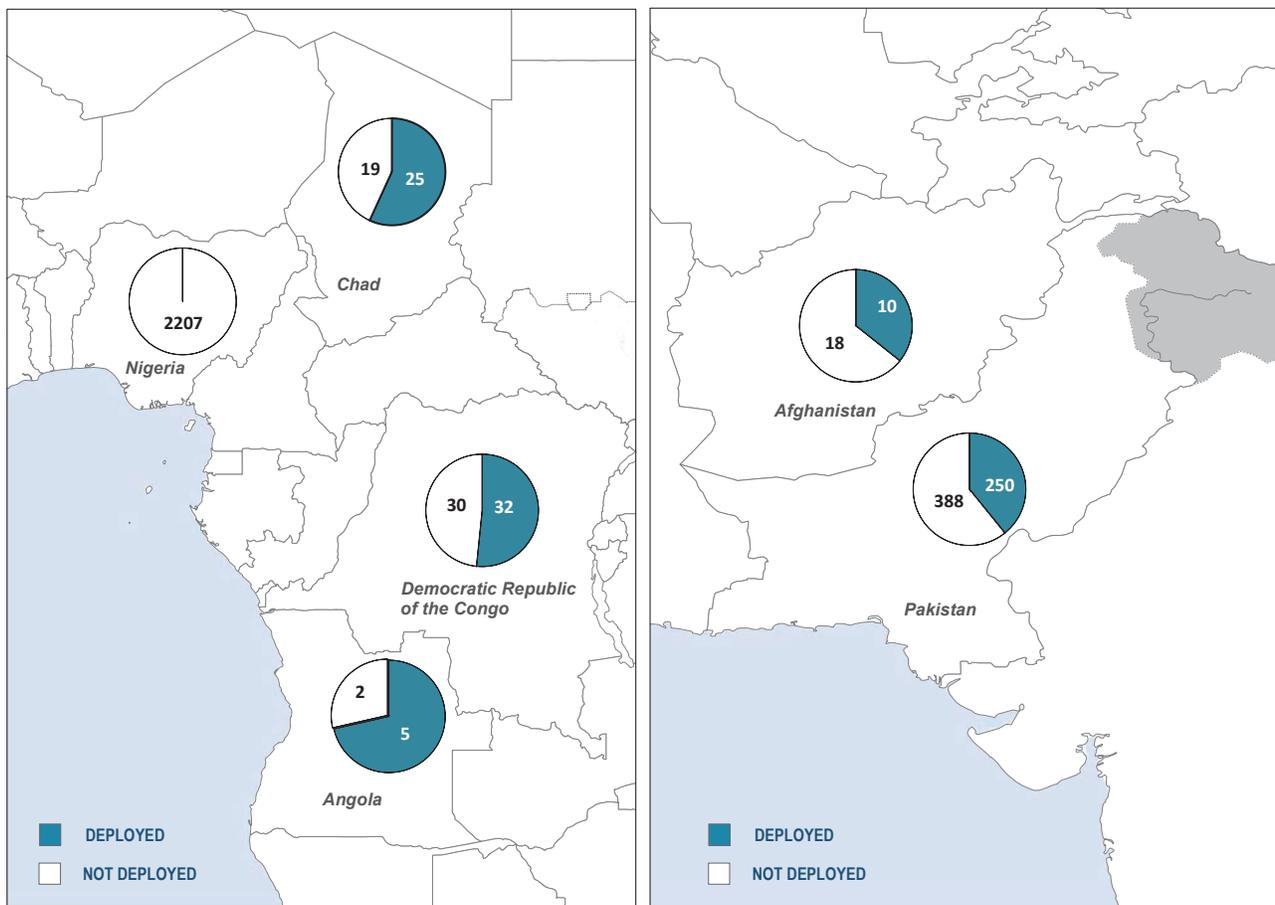 19
25
Chad
2207
Nigeria
30
32
Democratic Republic
of the Congo
2
5
Angola
DEPLOYED
NOT DEPLOYED
10
18
Afghanistan
250
388
Pakistan
DEPLOYED
NOT DEPLOYED